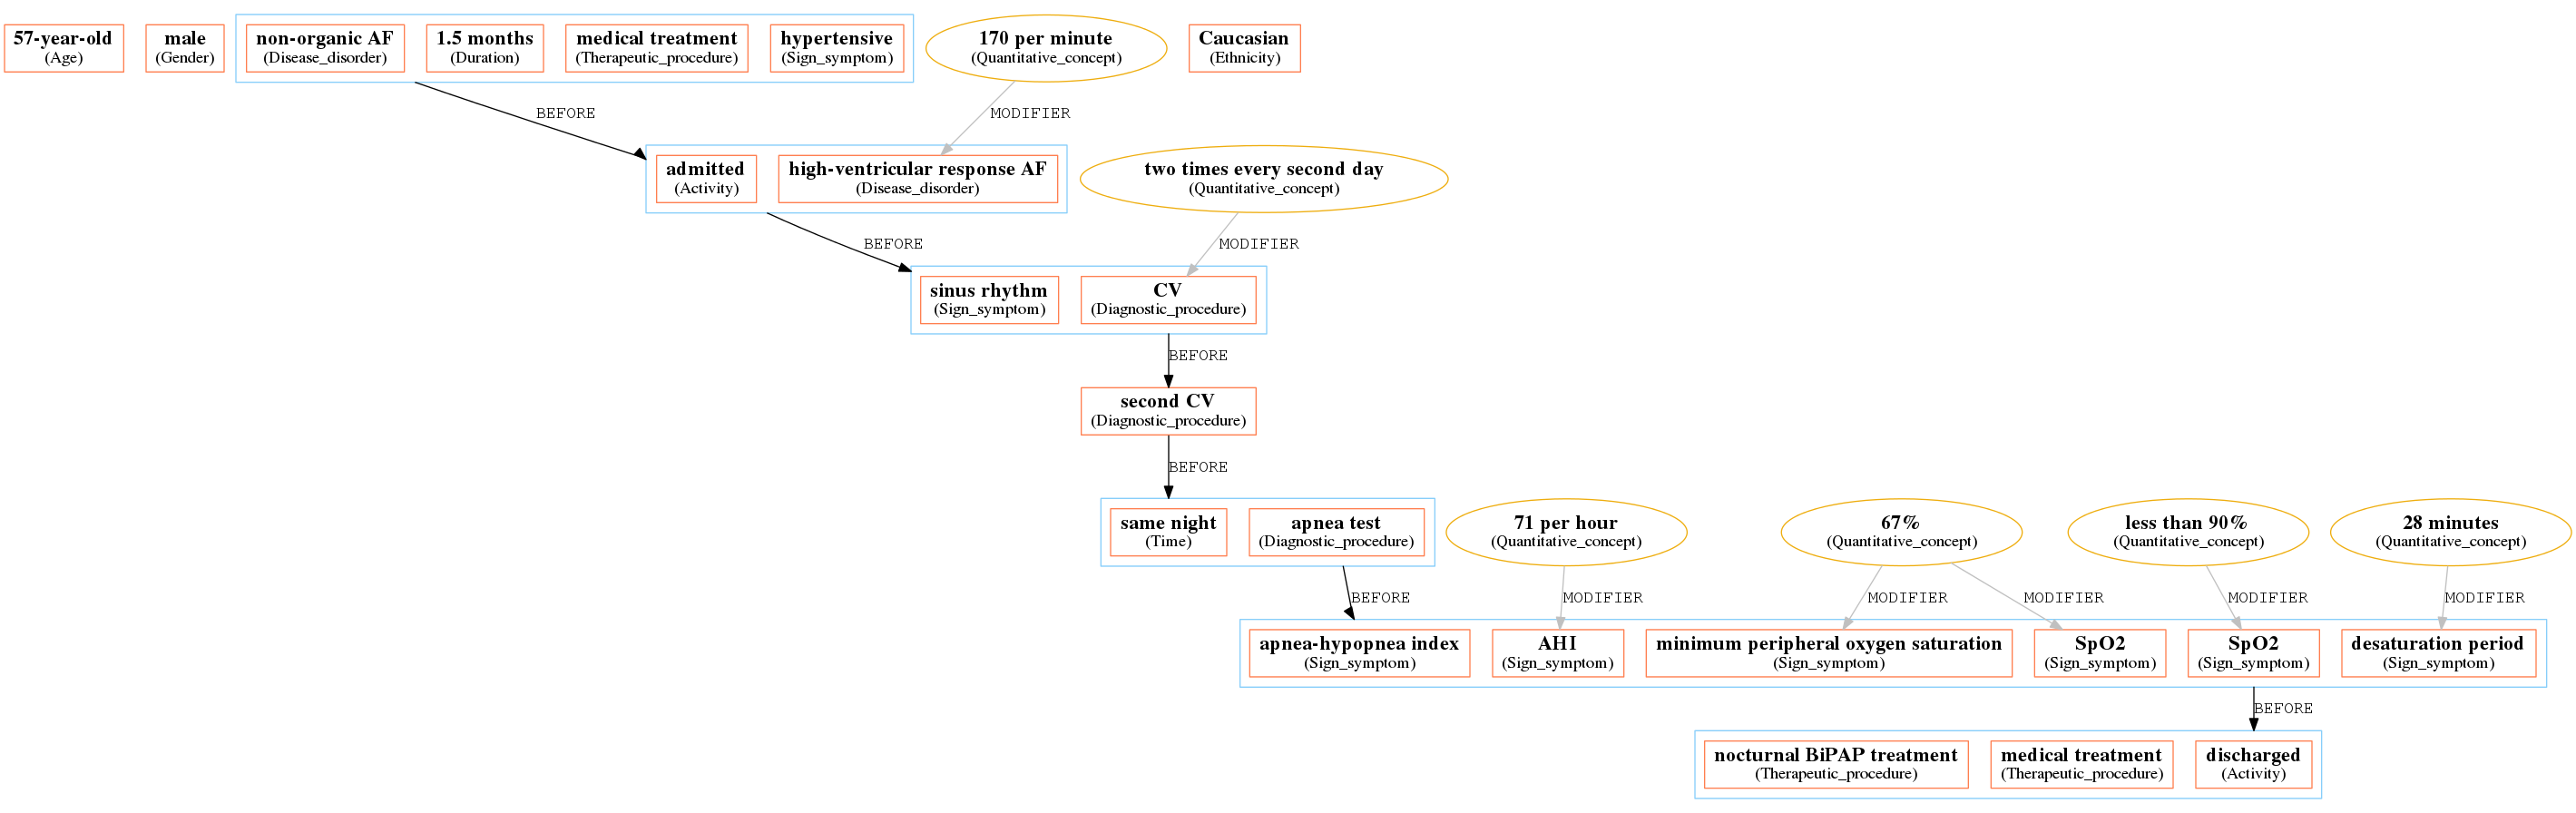 57-year-old
(Age)
male
(Gender)
non-organic AF
(Disease_disorder)
1.5 months
(Duration)
medical treatment
(Therapeutic_procedure)
hypertensive
(Sign_symptom)
170 per minute
(Quantitative_concept)
Caucasian
(Ethnicity)
BEFORE
MODIFIER
admitted
(Activity)
high-ventricular response AF
(Disease_disorder)
two times every second day
(Quantitative_concept)
BEFORE
MODIFIER
sinus rhythm
(Sign_symptom)
CV
(Diagnostic_procedure)
BEFORE
second CV
(Diagnostic_procedure)
BEFORE
same night
(Time)
apnea test
(Diagnostic_procedure)
71 per hour
(Quantitative_concept)
67%
(Quantitative_concept)
less than 90%
(Quantitative_concept)
28 minutes
(Quantitative_concept)
BEFORE
MODIFIER
MODIFIER
MODIFIER
MODIFIER
MODIFIER
apnea-hypopnea index
(Sign_symptom)
AHI
(Sign_symptom)
minimum peripheral oxygen saturation
(Sign_symptom)
SpO2
(Sign_symptom)
SpO2
(Sign_symptom)
desaturation period
(Sign_symptom)
BEFORE
nocturnal BiPAP treatment
(Therapeutic_procedure)
medical treatment
(Therapeutic_procedure)
discharged
(Activity)